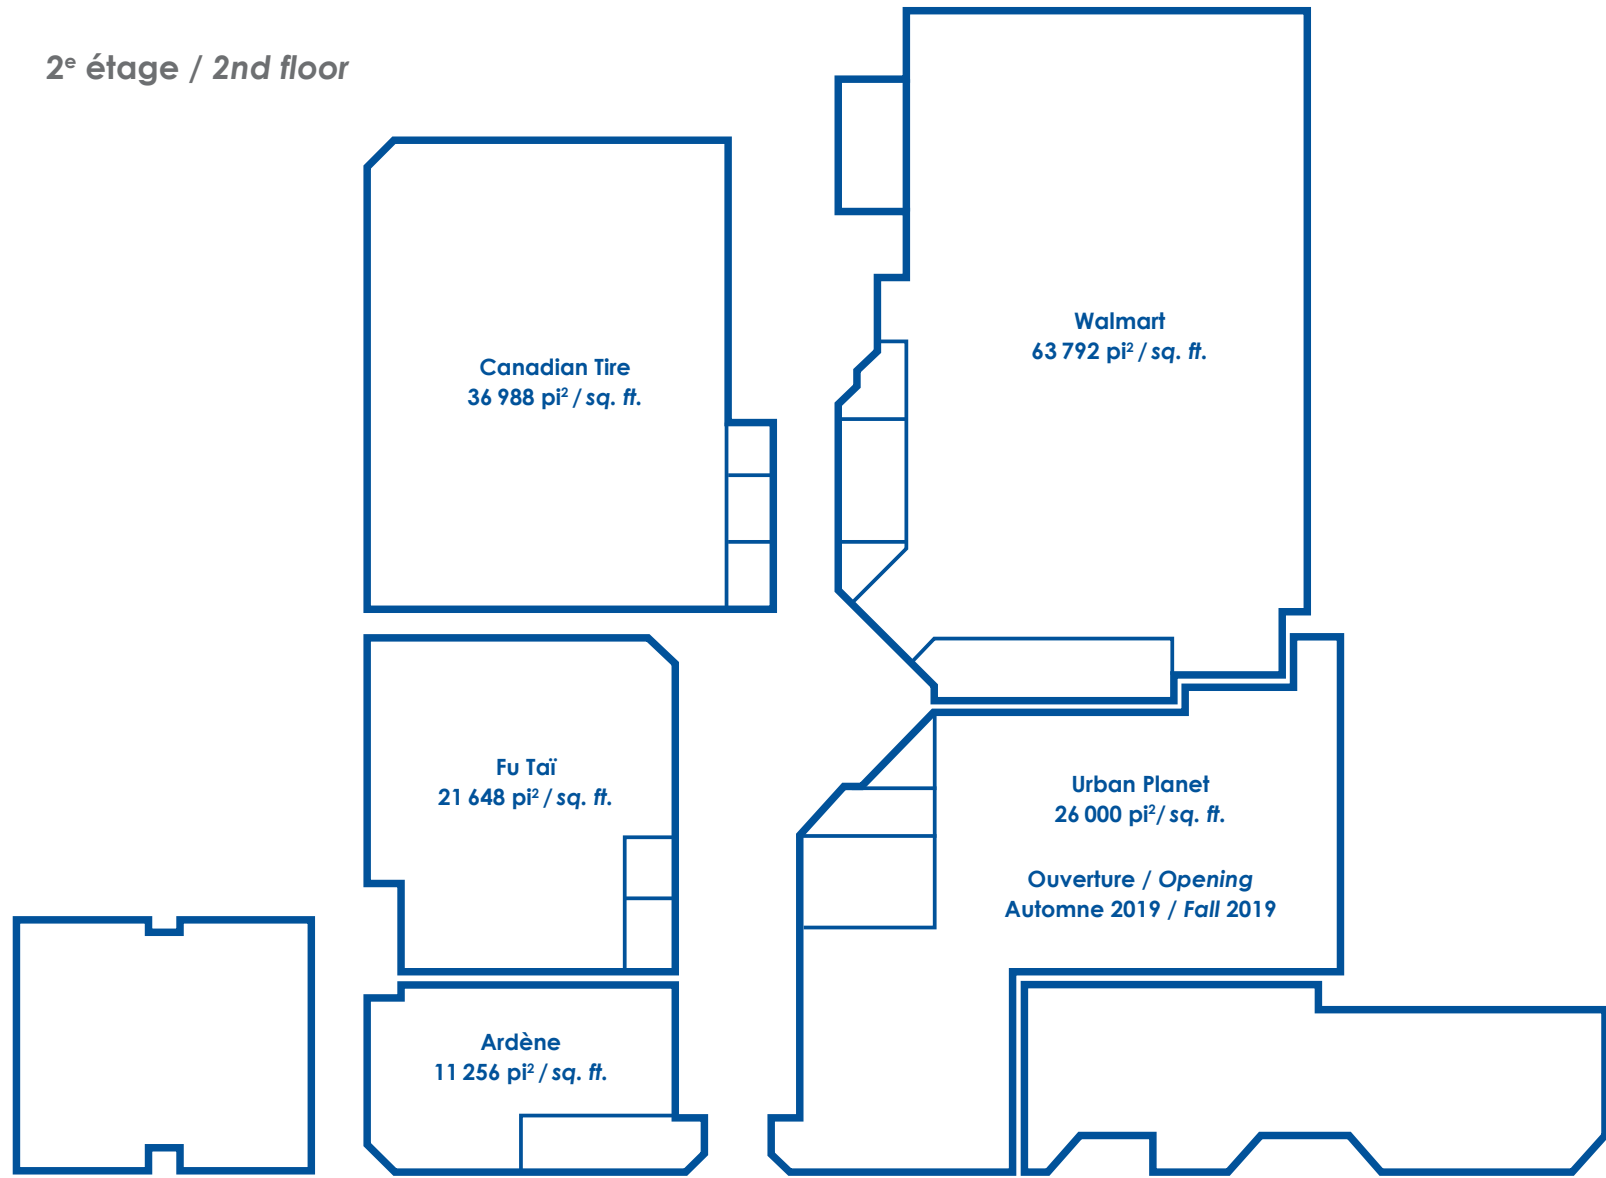 2e étage / 2nd floor
Walmart
63 792 pi² / sq. ft.
Canadian Tire
36 988 pi² / sq. ft.
Fu Taï
21 648 pi² / sq. ft.
Urban Planet
26 000 pi²/ sq. ft.
Ouverture / Opening
Automne 2019 / Fall 2019
Ardène
11 256 pi² / sq. ft.